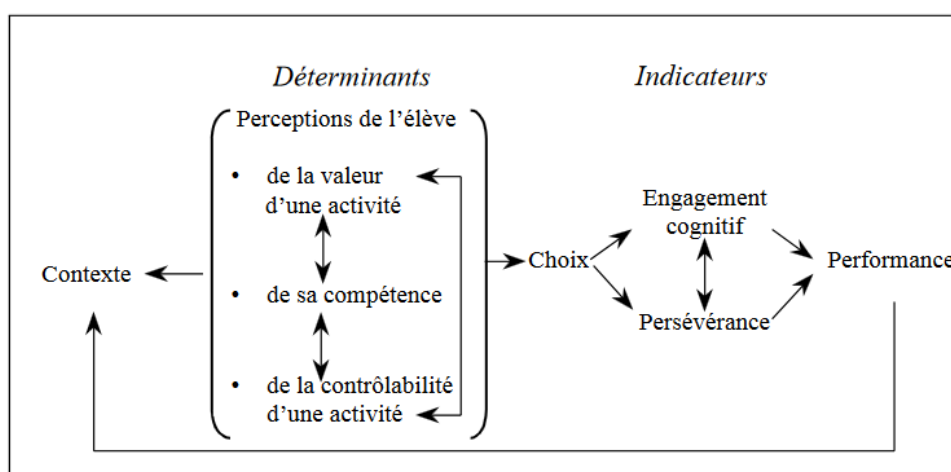 Déterminants
Indicateurs
Perceptions de l’élève
• de la valeur
d’une activité
• de sa compétence
• de la contrôlabilité
d’une activité
Contexte
Choix
Engagement
cognitif
Persévérance
Performance